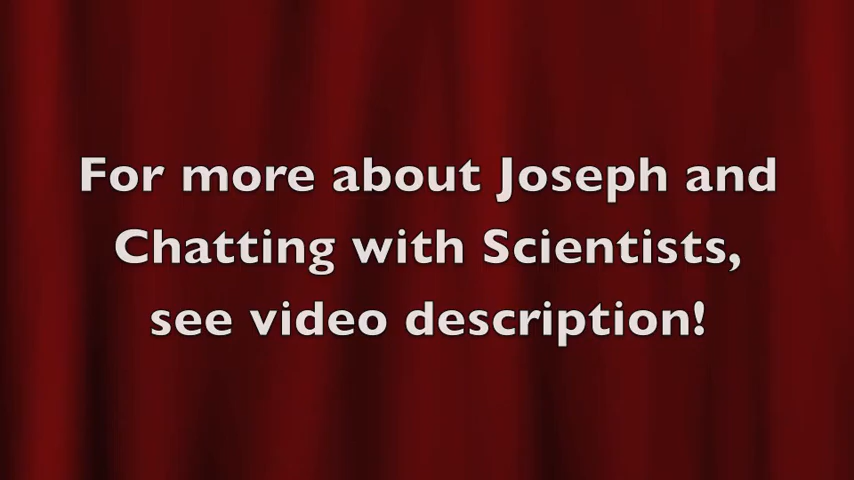 For more about Joseph and
Chatting with Scientists,
see video description!